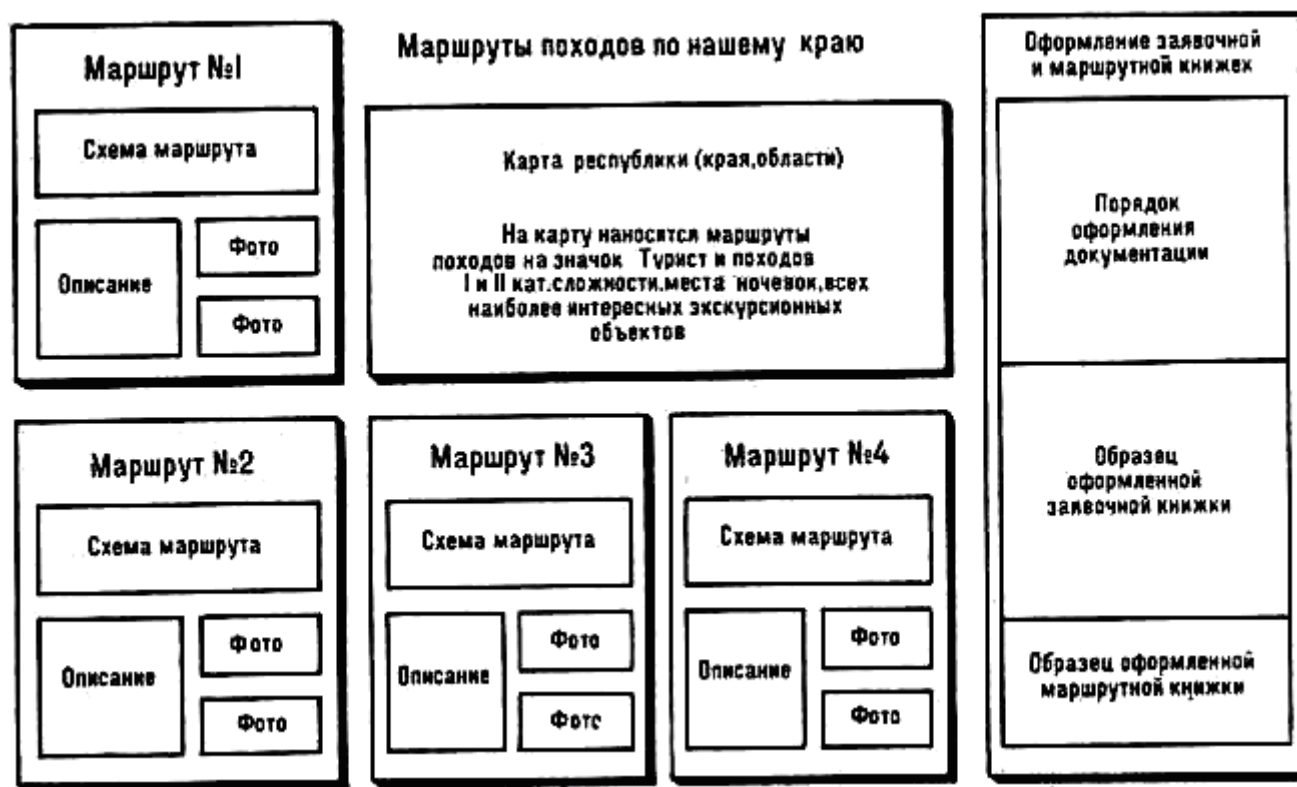 Маршрут №1
Схема маршрута
Описание
Фото
Фото
Маршруты походов по нашему краю
Карта республики (края,области)
На карту наносятся маршруты
походов на значок Турист и походов
I и II кат.сложности,места ночевок,всех
наиболее интересных экскурсионных
объектов
Оформление заявочной
и маршрутной книжех
Порядок
оформления
документации
Образец
оформленной
заявочной книжки
Образец оформленной
маршрутной книжки
Маршрут №2
Схема маршрута
Описание
Фото
Фото
Маршрут №3
Схема маршрута
Описание
Фото
Фото
Маршрут №4
Схема маршрута
Описание
Фото
Фото